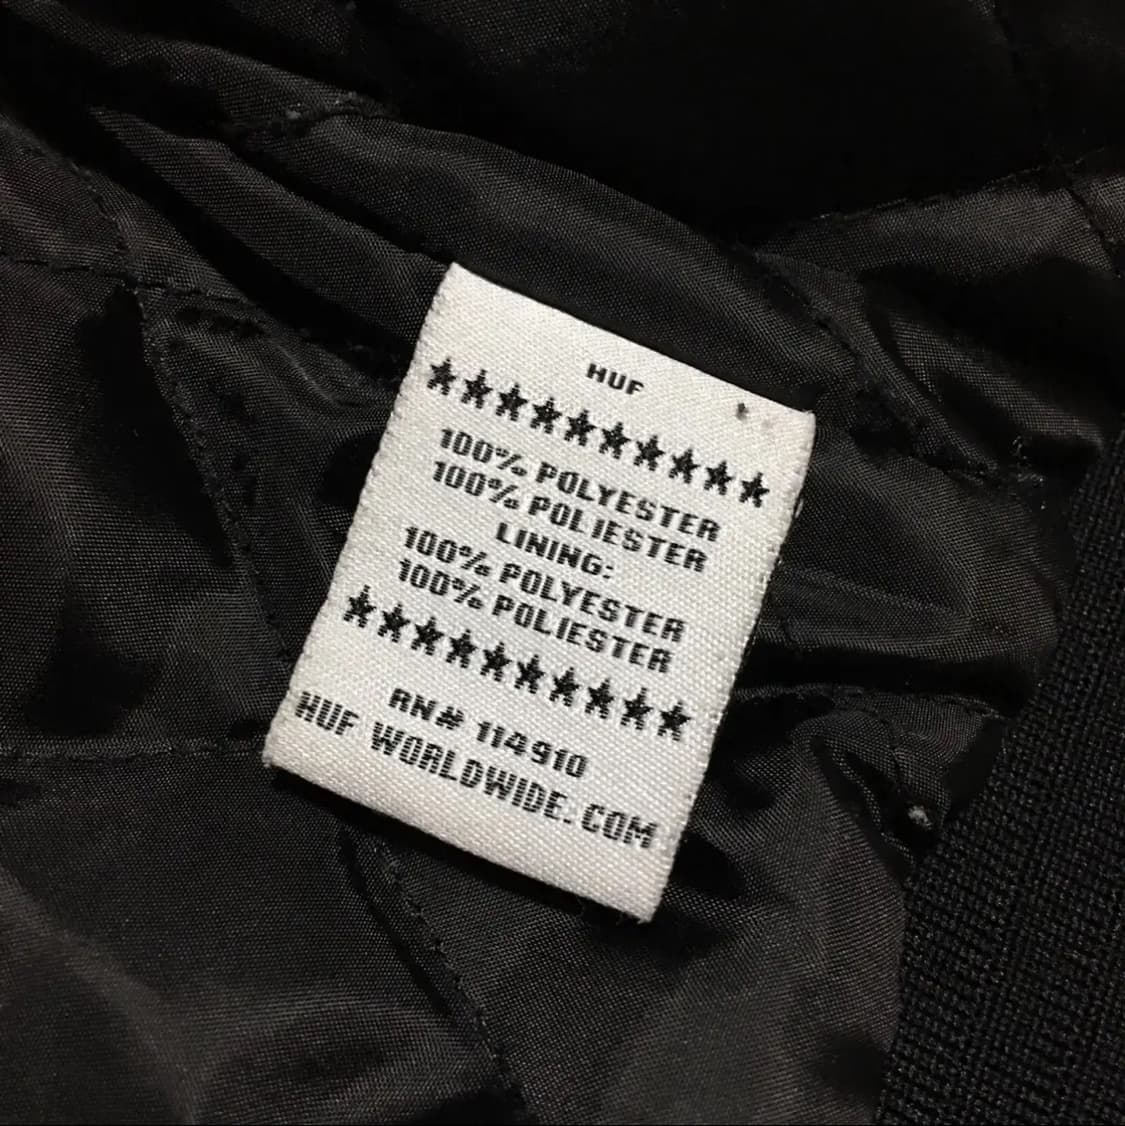 HUF
★★★★★★★★★★
100% POLYESTER
100% POLIESTER
LINING:
100% POLYESTER
100% POLIESTER
★★★★★★★★★★
RN# 114910
HUF WORLDWIDE.COM